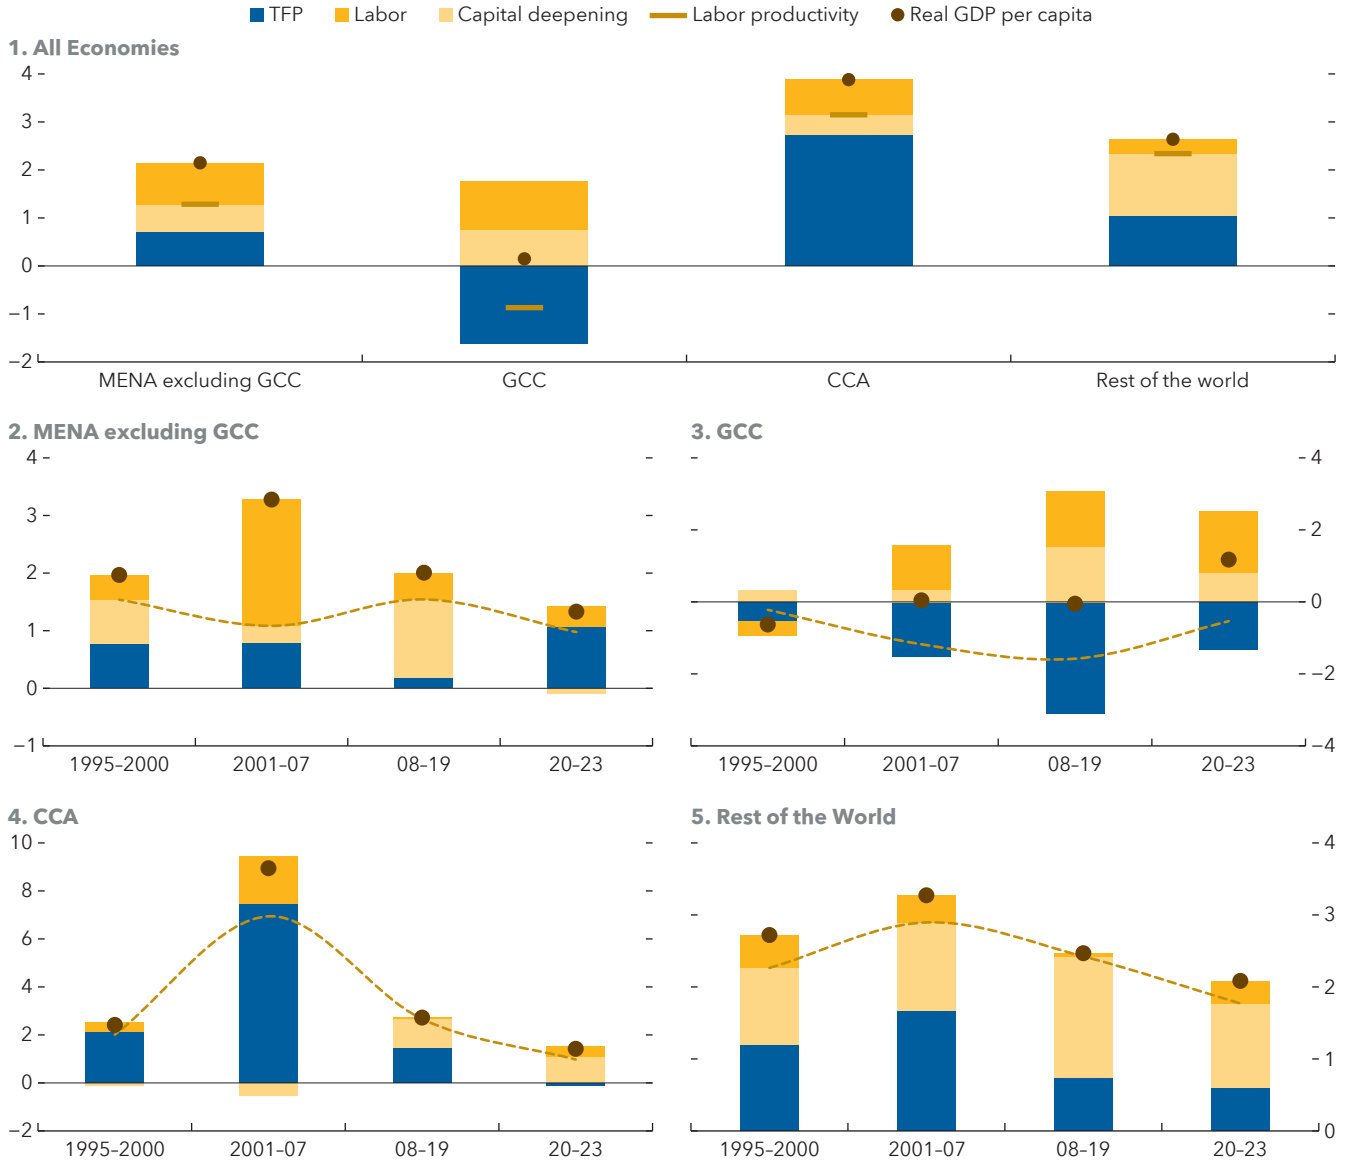 TFP Labor Capital deepening Labor productivity Real GDP per capita
1. All Economies
4
3
2
1
0
−1
−2
MENA excluding GCC GCC CCA Rest of the world
2. MENA excluding GCC
4
3
2
1
0
−1
1995–2000 2001–07 08–19 20–23
3. GCC
4
2
0
−2
−4
1995–2000 2001–07 08–19 20–23
4. CCA
10
8
6
4
2
0
−2
1995–2000 2001–07 08–19 20–23
5. Rest of the World
4
3
2
1
0
1995–2000 2001–07 08–19 20–23